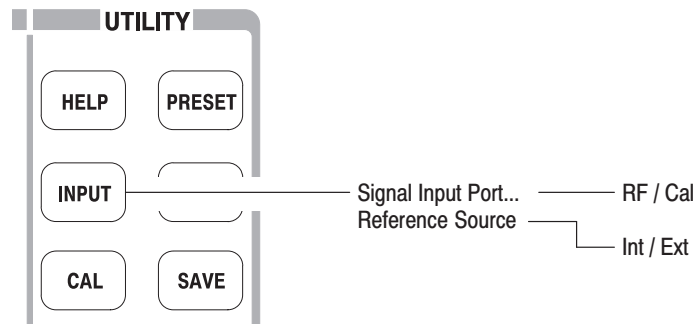 UTILITY
HELP PRESET
INPUT Signal Input Port... RF / Cal
Reference Source
Int / Ext
CAL SAVE